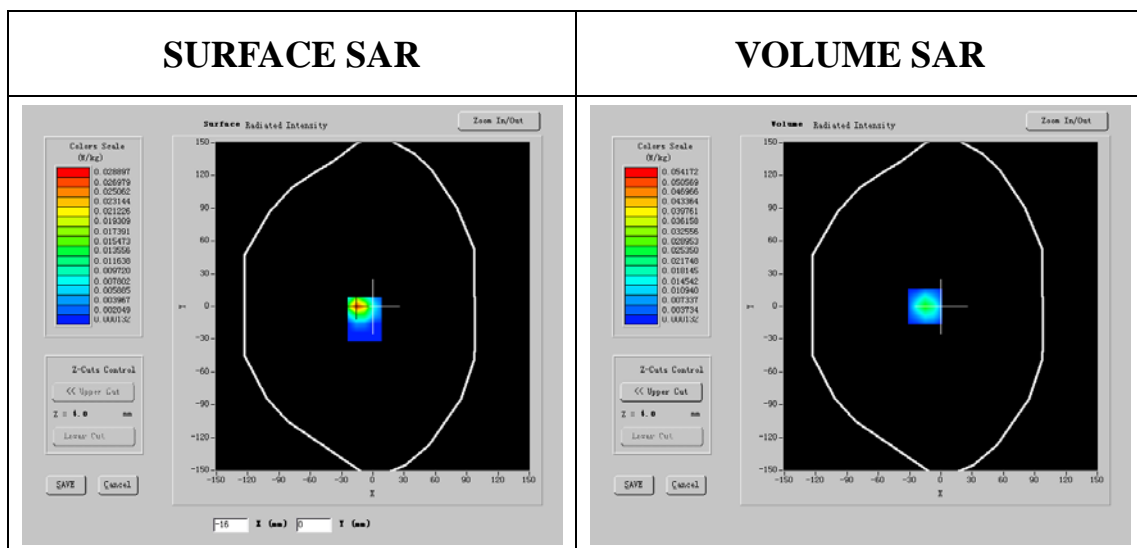 SURFACE SAR
VOLUME SAR
Surface Radiated Intensity
Zoom In/Out
Colors Scale
(W/kg)
0.028897
0.026979
0.025062
0.023144
0.021226
0.019309
0.017391
0.015473
0.013556
0.011638
0.009720
0.007802
0.005885
0.003967
0.002049
0.000132
150
120
90
60
30
0
-30
-60
-90
-120
-150
Y
-150 -120 -90 -60 -30 0 30 60 90 120 150
X
Z-Cuts Control
<< Upper Cut
Z = 4.0 mm
Lower Cut
SAVE Cancel
-16 X (mm) 0 Y (mm)
Volume Radiated Intensity
Zoom In/Out
Colors Scale
(W/kg)
0.054172
0.050569
0.046966
0.043364
0.039761
0.036158
0.032556
0.028953
0.025350
0.021748
0.018145
0.014542
0.010940
0.007337
0.003734
0.000132
150
120
90
60
30
0
-30
-60
-90
-120
-150
Y
-150 -120 -90 -60 -30 0 30 60 90 120 150
X
Z-Cuts Control
<< Upper Cut
Z = 4.0 mm
Lower Cut
SAVE Cancel